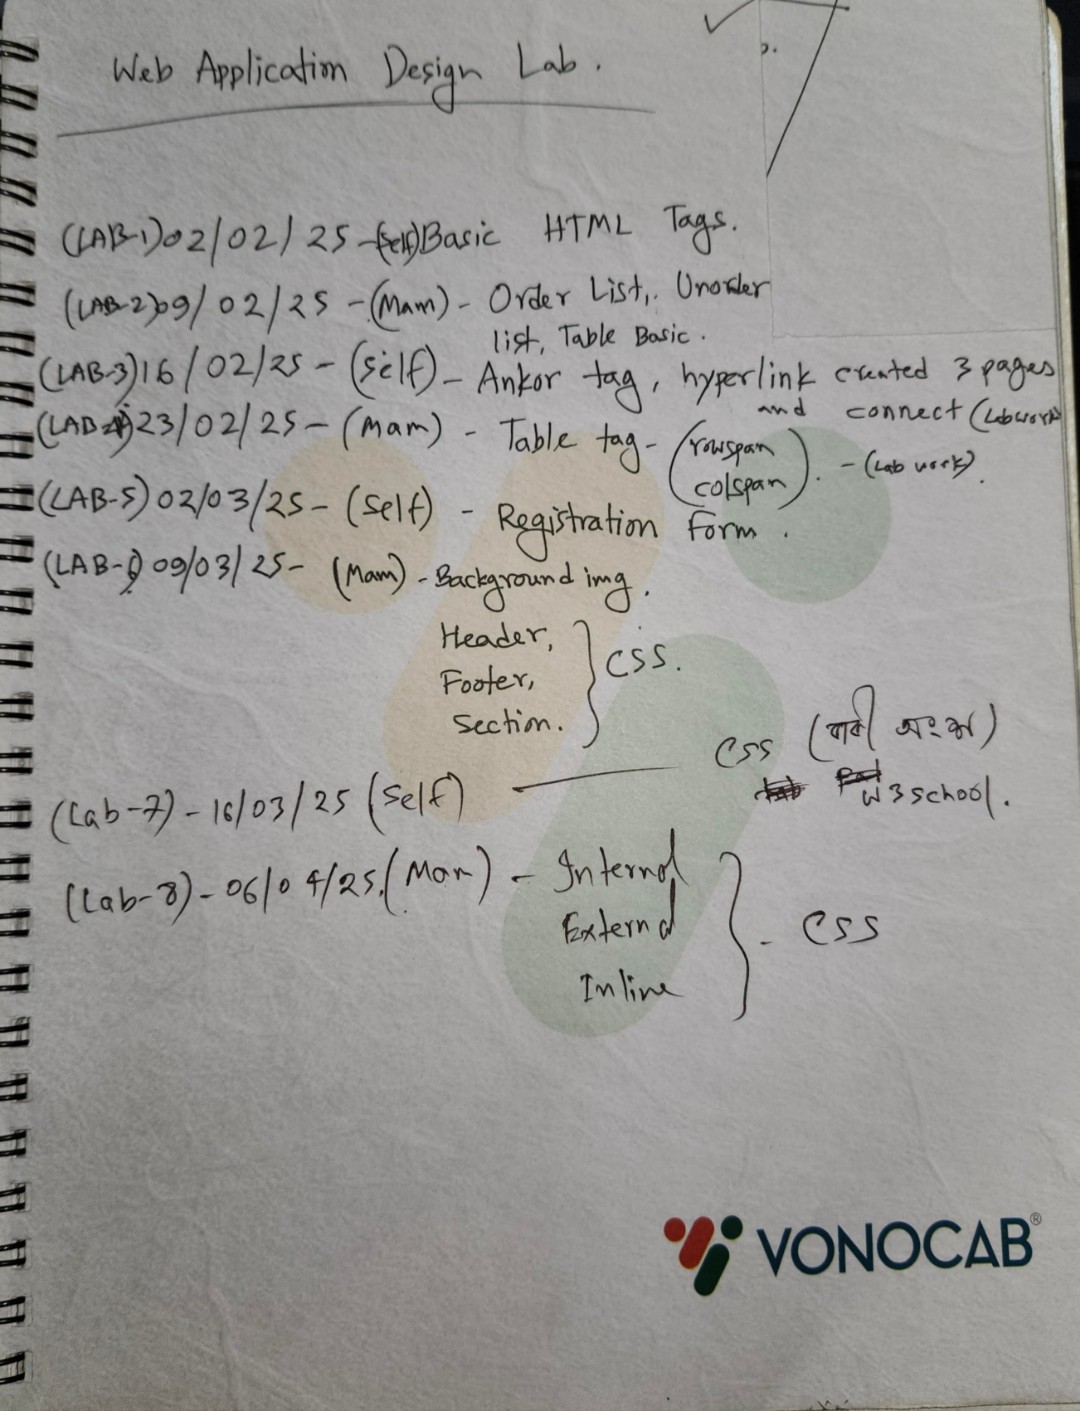 Web Application Design Lab.
(LAB-1) 02/02/25 - (Self) Basic HTML Tags.
(LAB-2) 09/02/25 - (Mam) - Order List, Unorder
list, Table Basic.
(LAB-3) 16/02/25 - (self) - Ankor tag, hyperlink created 3 pages
and connect (Labwork
(LAB-4) 23/02/25 - (Mam) - Table tag - (rowspan
colspan). - (Lab work).
(LAB-5) 02/03/25 - (Self) - Registration Form.
(LAB-6) 09/03/25 - (Mam) - Background img.
Header,
Footer, } CSS.
Section.
(Lab-7) - 16/03/25 (Self) — CSS (বাকী অংশ)
W3school.
(Lab-8) - 06/04/25. (Mam) - Internal
External } - CSS
Inline
VONOCAB®